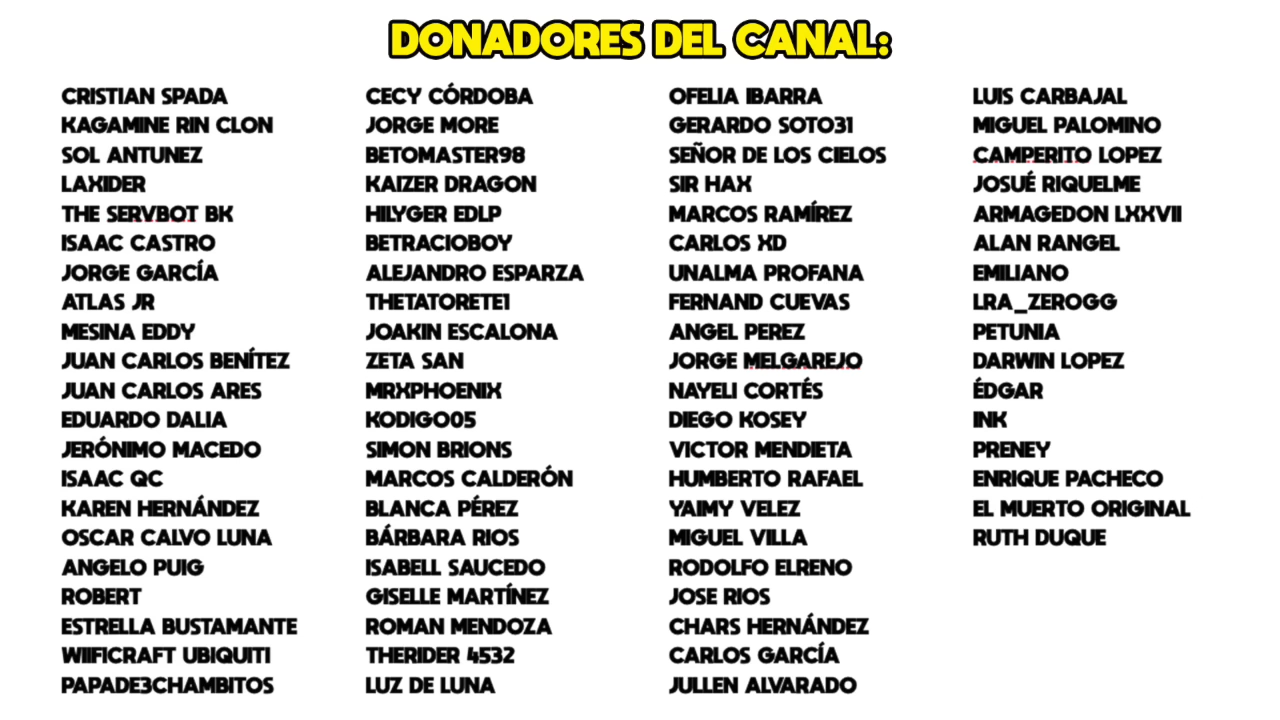 DONADORES DEL CANAL:
CRISTIAN SPADA
KAGAMINE RIN CLON
SOL ANTUNEZ
LAXIDER
THE SERVBOT BK
ISAAC CASTRO
JORGE GARCÍA
ATLAS JR
MESINA EDDY
JUAN CARLOS BENÍTEZ
JUAN CARLOS ARES
EDUARDO DALIA
JERÓNIMO MACEDO
ISAAC QC
KAREN HERNÁNDEZ
OSCAR CALVO LUNA
ANGELO PUIG
ROBERT
ESTRELLA BUSTAMANTE
WIIFICRAFT UBIQUITI
PAPADE3CHAMBITOS
CECY CÓRDOBA
JORGE MORE
BETOMASTER98
KAIZER DRAGON
HILYGER EDLP
BETRACIOBOY
ALEJANDRO ESPARZA
THETATORETE1
JOAKIN ESCALONA
ZETA SAN
MRXPHOENIX
KODIGO05
SIMON BRIONS
MARCOS CALDERÓN
BLANCA PÉREZ
BÁRBARA RIOS
ISABELL SAUCEDO
GISELLE MARTÍNEZ
ROMAN MENDOZA
THERIDER 4532
LUZ DE LUNA
OFELIA IBARRA
GERARDO SOTO31
SEÑOR DE LOS CIELOS
SIR HAX
MARCOS RAMÍREZ
CARLOS XD
UNALMA PROFANA
FERNAND CUEVAS
ANGEL PEREZ
JORGE MELGAREJO
NAYELI CORTÉS
DIEGO KOSEY
VICTOR MENDIETA
HUMBERTO RAFAEL
YAIMY VELEZ
MIGUEL VILLA
RODOLFO ELRENO
JOSE RIOS
CHARS HERNÁNDEZ
CARLOS GARCÍA
JULLEN ALVARADO
LUIS CARBAJAL
MIGUEL PALOMINO
CAMPERITO LOPEZ
JOSUÉ RIQUELME
ARMAGEDON LXXVII
ALAN RANGEL
EMILIANO
LRA_ZEROGG
PETUNIA
DARWIN LOPEZ
ÉDGAR
INK
PRENEY
ENRIQUE PACHECO
EL MUERTO ORIGINAL
RUTH DUQUE